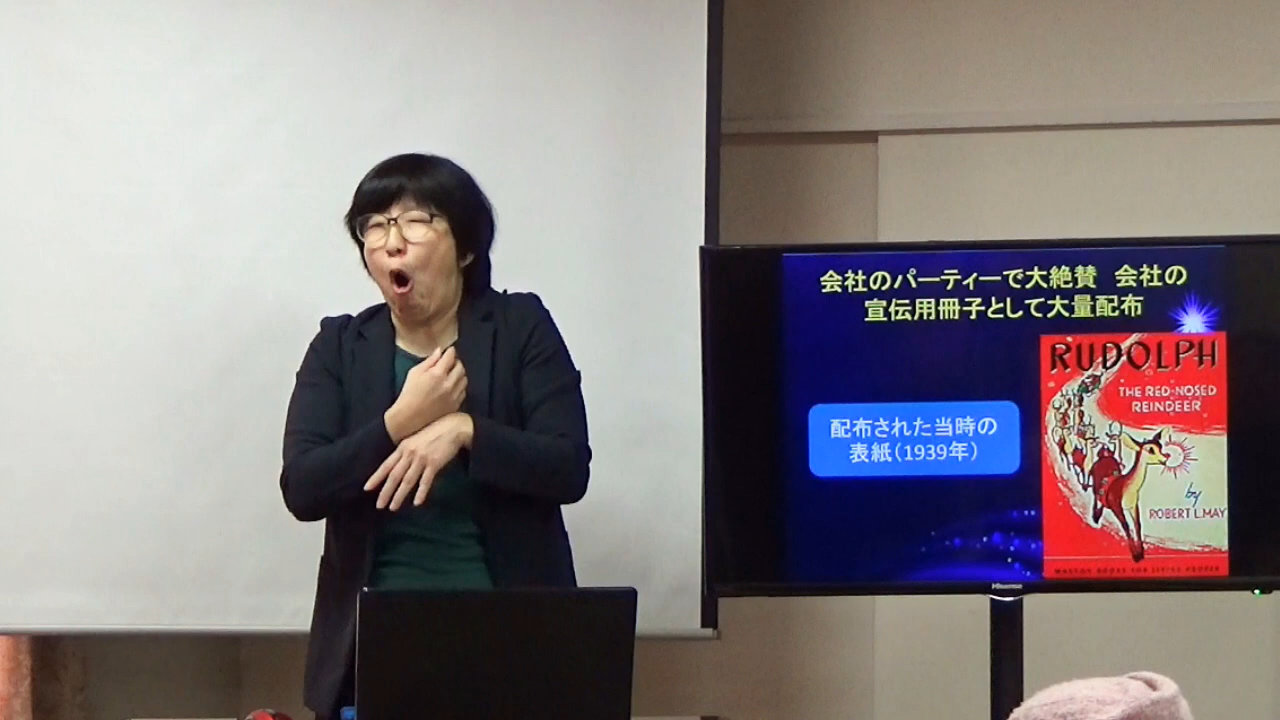 会社のパーティーで大絶賛 会社の
宣伝用冊子として大量配布
配布された当時の
表紙(1939年)
RUDOLPH
THE RED-NOSED
REINDEER
by
ROBERT L. MAY
Hisense